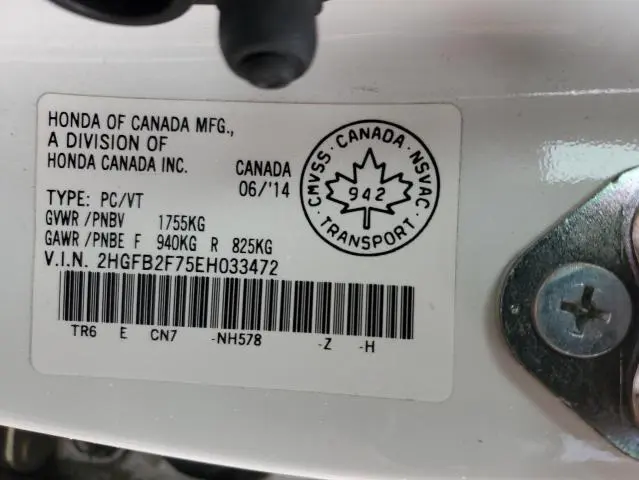 HONDA OF CANADA MFG.,
A DIVISION OF
HONDA CANADA INC. CANADA
06/'14
TYPE: PC/VT
GVWR /PNBV 1755KG
GAWR /PNBE F 940KG R 825KG
V.I.N. 2HGFB2F75EH033472
TR6 E CN7 -NH578 -Z -H
CMVSS · CANADA · NSVAC
942
· TRANSPORT ·